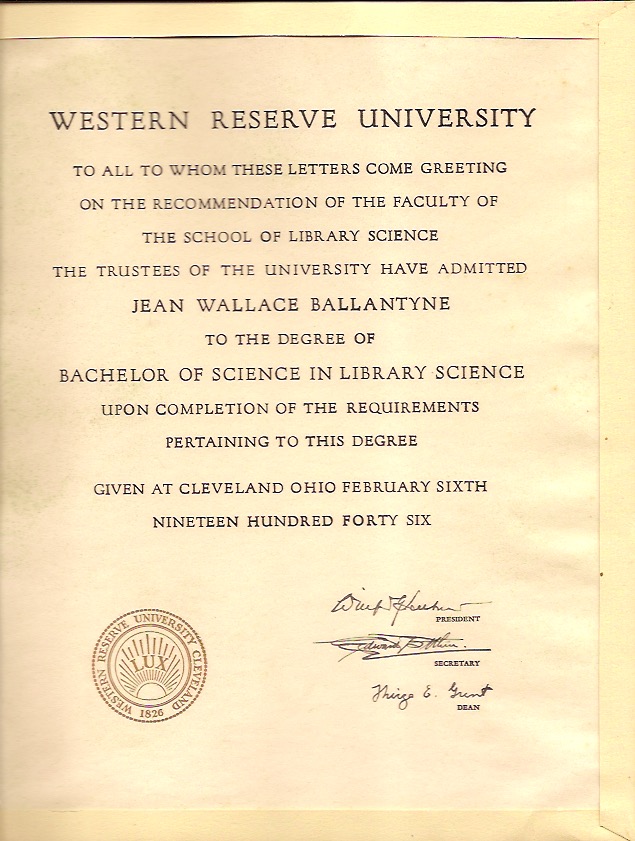 WESTERN RESERVE UNIVERSITY
TO ALL TO WHOM THESE LETTERS COME GREETING
ON THE RECOMMENDATION OF THE FACULTY OF
THE SCHOOL OF LIBRARY SCIENCE
THE TRUSTEES OF THE UNIVERSITY HAVE ADMITTED
JEAN WALLACE BALLANTYNE
TO THE DEGREE OF
BACHELOR OF SCIENCE IN LIBRARY SCIENCE
UPON COMPLETION OF THE REQUIREMENTS
PERTAINING TO THIS DEGREE
GIVEN AT CLEVELAND OHIO FEBRUARY SIXTH
NINETEEN HUNDRED FORTY SIX
PRESIDENT
SECRETARY
Thirza E. Grant
DEAN
WESTERN RESERVE UNIVERSITY CLEVELAND
LUX
1826